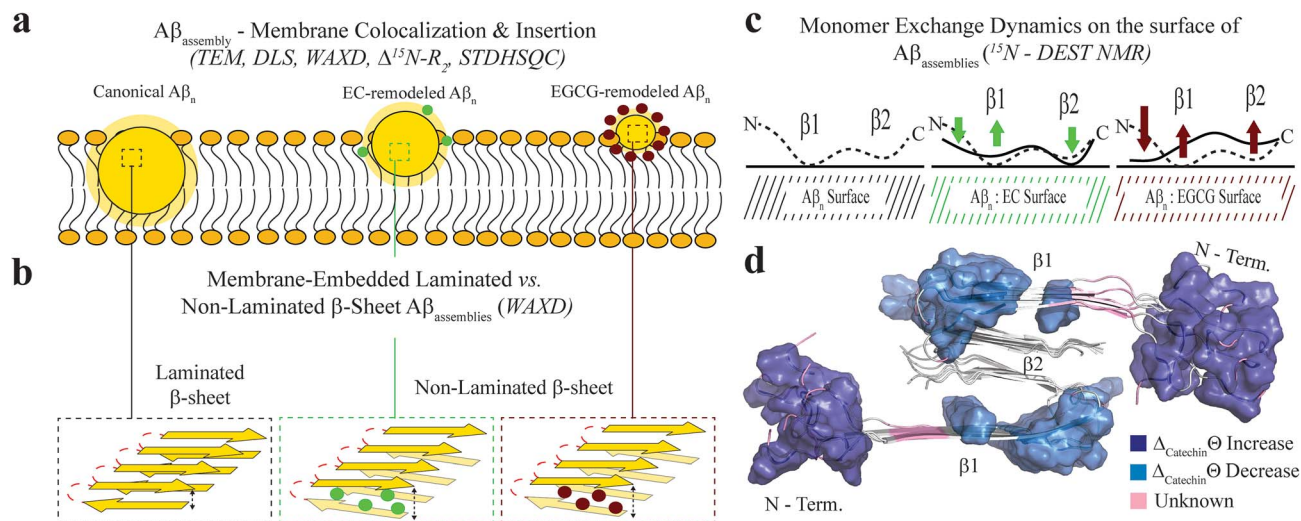 a
Aβassembly - Membrane Colocalization & Insertion
(TEM, DLS, WAXD, Δ15N-R2, STDHSQC)
Canonical Aβn
EC-remodeled Aβn
EGCG-remodeled Aβn
b
Membrane-Embedded Laminated vs.
Non-Laminated β-Sheet Aβassemblies (WAXD)
Laminated
β-sheet
Non-Laminated β-sheet
c
Monomer Exchange Dynamics on the surface of
Aβassemblies (15N - DEST NMR)
N
β1
β2
C
Aβn Surface
N
β1
β2
C
Aβn : EC Surface
N
β1
β2
C
Aβn : EGCG Surface
d
β1
N - Term.
β2
β1
N - Term.
ΔCatechin Θ Increase
ΔCatechin Θ Decrease
Unknown